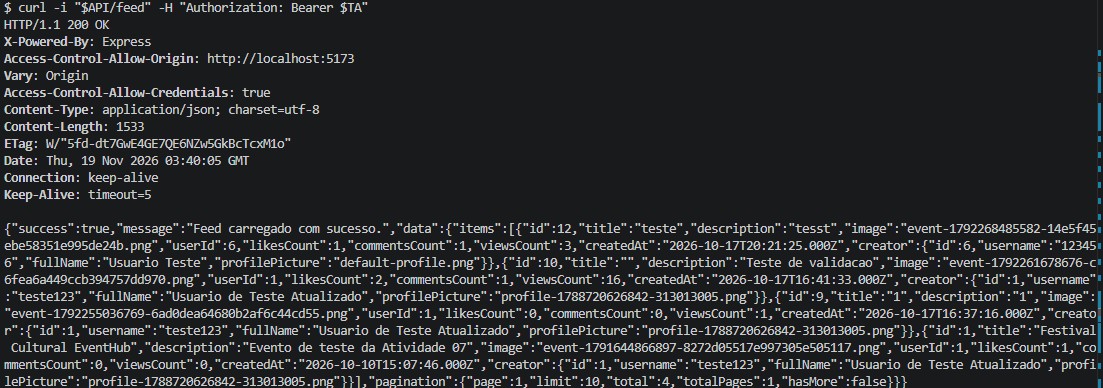 $ curl -i "$API/feed" -H "Authorization: Bearer $TA"
HTTP/1.1 200 OK
X-Powered-By: Express
Access-Control-Allow-Origin: http://localhost:5173
Vary: Origin
Access-Control-Allow-Credentials: true
Content-Type: application/json; charset=utf-8
Content-Length: 1533
ETag: W/"5fd-dt7GwE4GE7QE6NZw5GkBcTcxM1o"
Date: Thu, 19 Nov 2026 03:40:05 GMT
Connection: keep-alive
Keep-Alive: timeout=5
{"success":true,"message":"Feed carregado com sucesso.","data":{"items":[{"id":12,"title":"teste","description":"tesst","image":"event-1792268485582-14e5f45
ebe58351e995de24b.png","userId":6,"likesCount":1,"commentsCount":1,"viewsCount":3,"createdAt":"2026-10-17T20:21:25.000Z","creator":{"id":6,"username":"12345
6","fullName":"Usuario Teste","profilePicture":"default-profile.png"}},{"id":10,"title":"","description":"Teste de validacao","image":"event-1792261678676-c
6fea6a449ccb394757dd970.png","userId":1,"likesCount":2,"commentsCount":1,"viewsCount":16,"createdAt":"2026-10-17T16:41:33.000Z","creator":{"id":1,"username"
:"teste123","fullName":"Usuario de Teste Atualizado","profilePicture":"profile-1788720626842-313013005.png"}},{"id":9,"title":"1","description":"1","image":
"event-1792255036769-6ad0dea64680b2af6c44cd55.png","userId":1,"likesCount":0,"commentsCount":0,"viewsCount":1,"createdAt":"2026-10-17T16:37:16.000Z","creato
r":{"id":1,"username":"teste123","fullName":"Usuario de Teste Atualizado","profilePicture":"profile-1788720626842-313013005.png"}},{"id":1,"title":"Festival
 Cultural EventHub","description":"Evento de teste da Atividade 07","image":"event-1791644866897-8272d05517e997305e505117.png","userId":1,"likesCount":1,"co
mmentsCount":0,"viewsCount":0,"createdAt":"2026-10-10T15:07:46.000Z","creator":{"id":1,"username":"teste123","fullName":"Usuario de Teste Atualizado","profi
lePicture":"profile-1788720626842-313013005.png"}}],"pagination":{"page":1,"limit":10,"total":4,"totalPages":1,"hasMore":false}}}